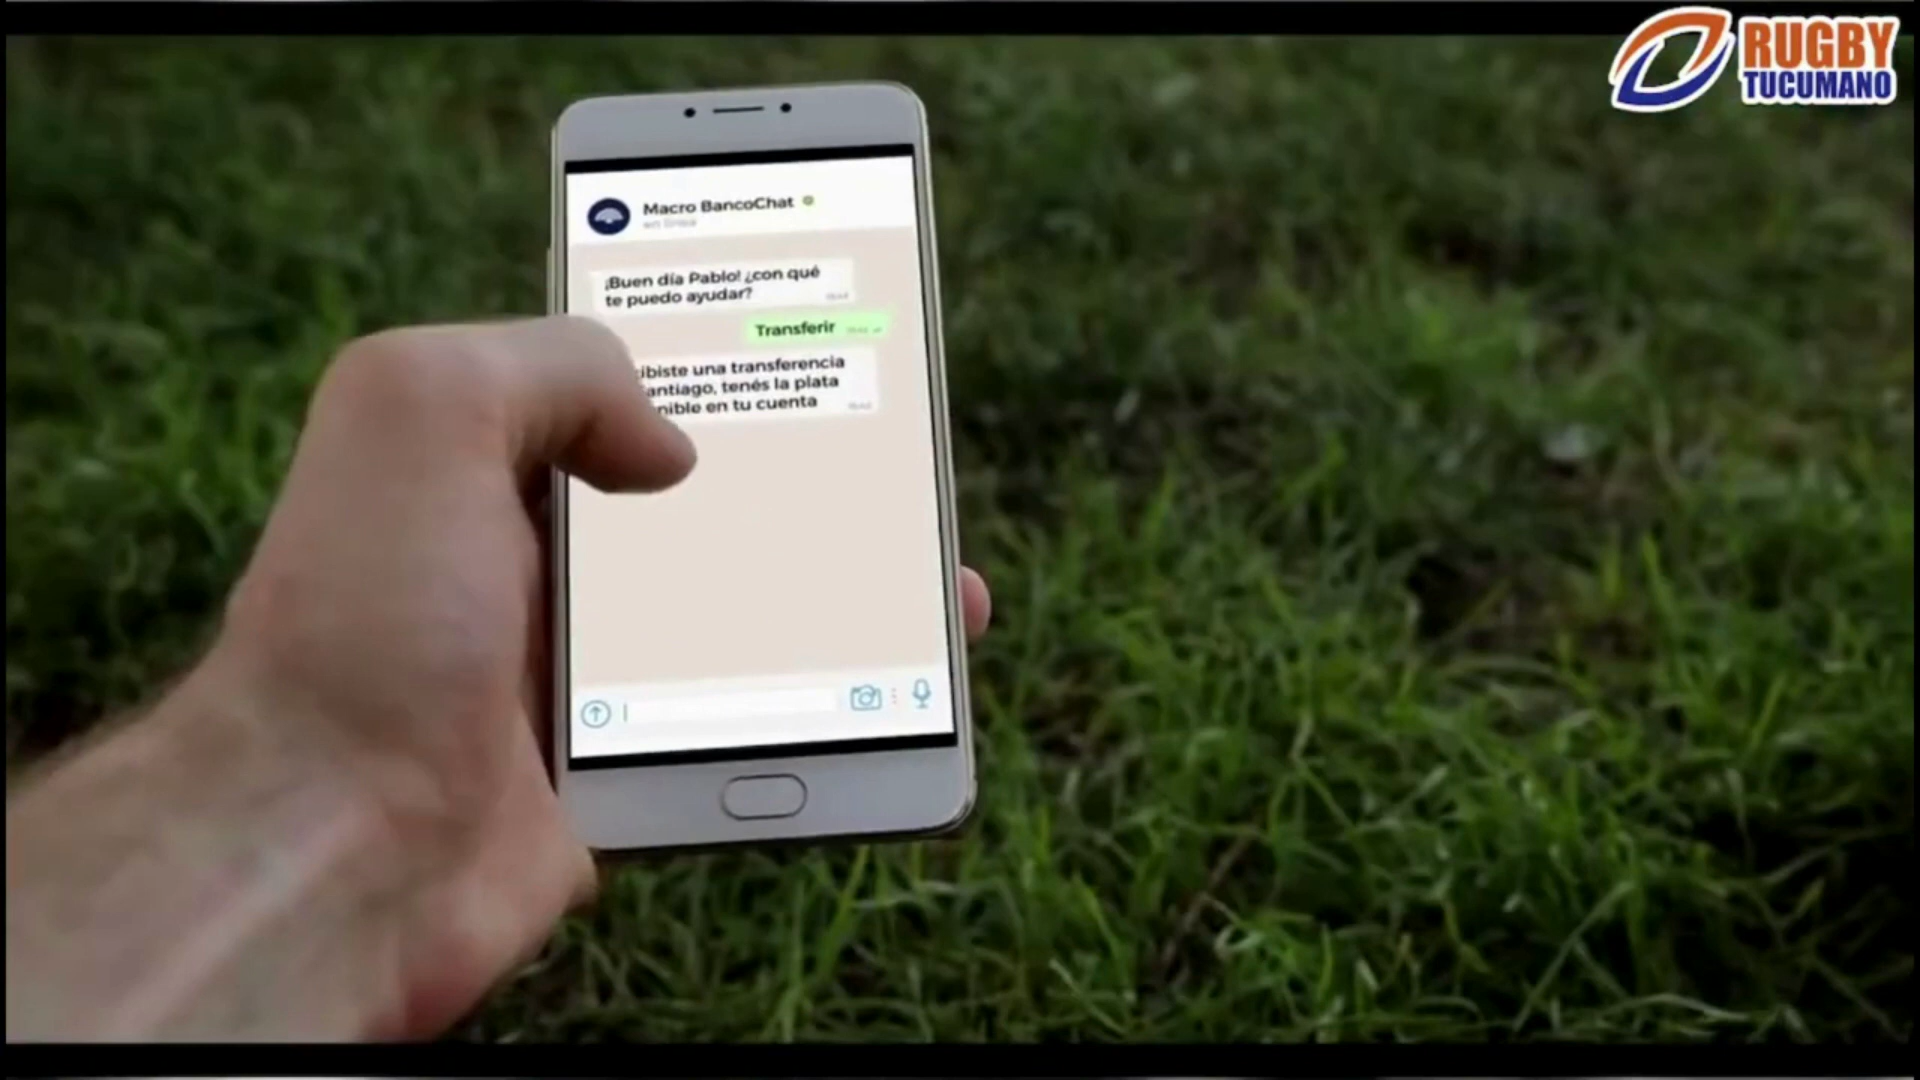 RUGBY
TUCUMANO
Macro BancoChat
¡Buen día Pablo! ¿con qué
te puedo ayudar?
Transferir
ibiste una transferencia
antiago, tenés la plata
nible en tu cuenta